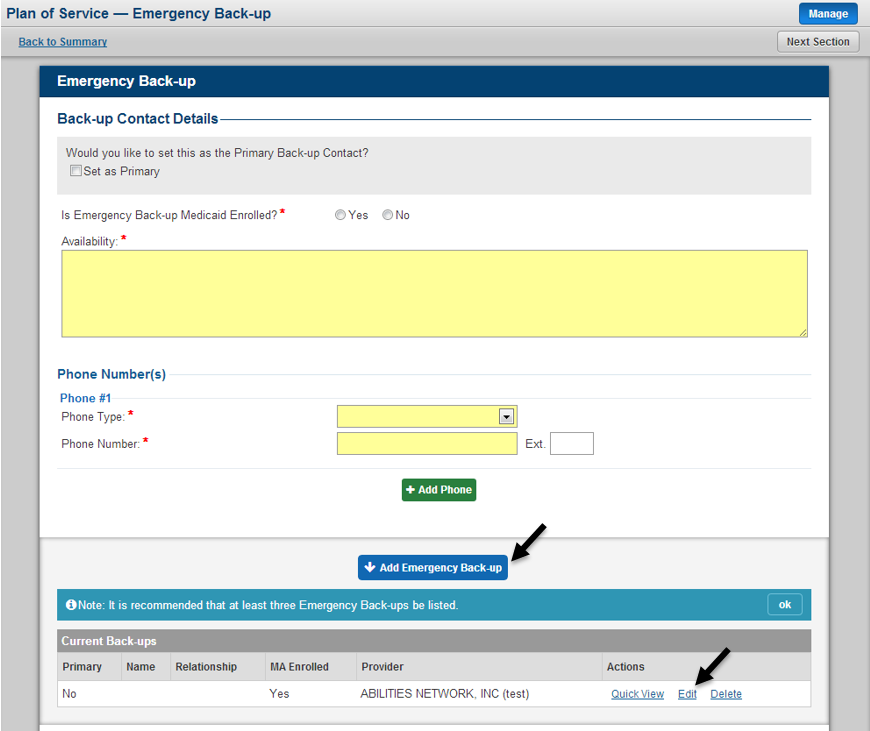 Plan of Service — Emergency Back-up
Manage
Back to Summary
Next Section
Emergency Back-up
Back-up Contact Details
Would you like to set this as the Primary Back-up Contact?
Set as Primary
Is Emergency Back-up Medicaid Enrolled? * Yes No
Availability: *
Phone Number(s)
Phone #1
Phone Type: *
Phone Number: * Ext.
+ Add Phone
Add Emergency Back-up
Note: It is recommended that at least three Emergency Back-ups be listed. ok
Current Back-ups
Primary Name Relationship MA Enrolled Provider Actions
No Yes ABILITIES NETWORK, INC (test) Quick View Edit Delete